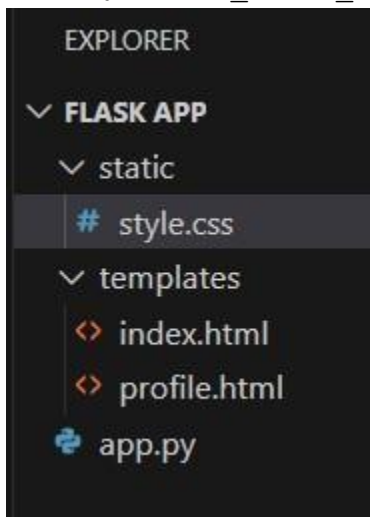 EXPLORER
FLASK APP
static
# style.css
templates
<> index.html
<> profile.html
app.py